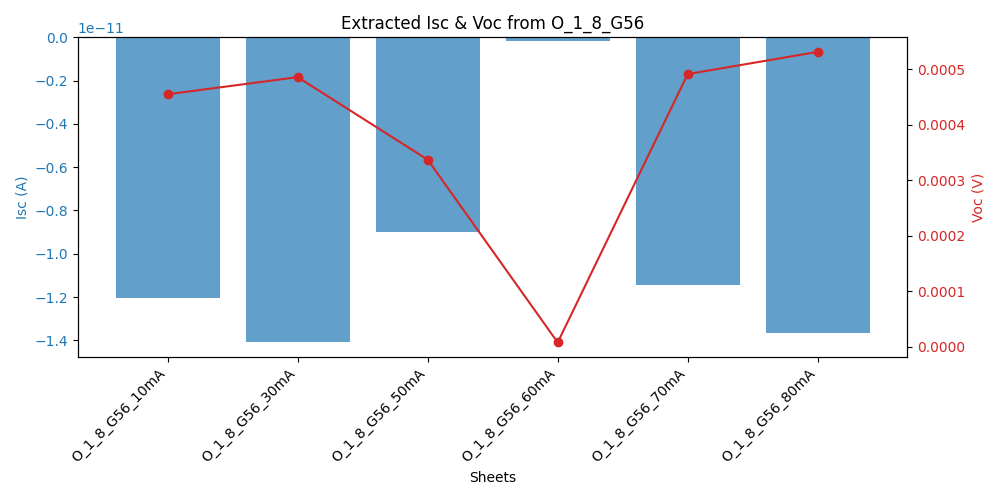 Extracted Isc & Voc from O_1_8_G56
1e−11
0.0
−0.2
−0.4
−0.6
−0.8
−1.0
−1.2
−1.4
Isc (A)
0.0005
0.0004
0.0003
0.0002
0.0001
0.0000
Voc (V)
O_1_8_G56_10mA
O_1_8_G56_30mA
O_1_8_G56_50mA
O_1_8_G56_60mA
O_1_8_G56_70mA
O_1_8_G56_80mA
Sheets